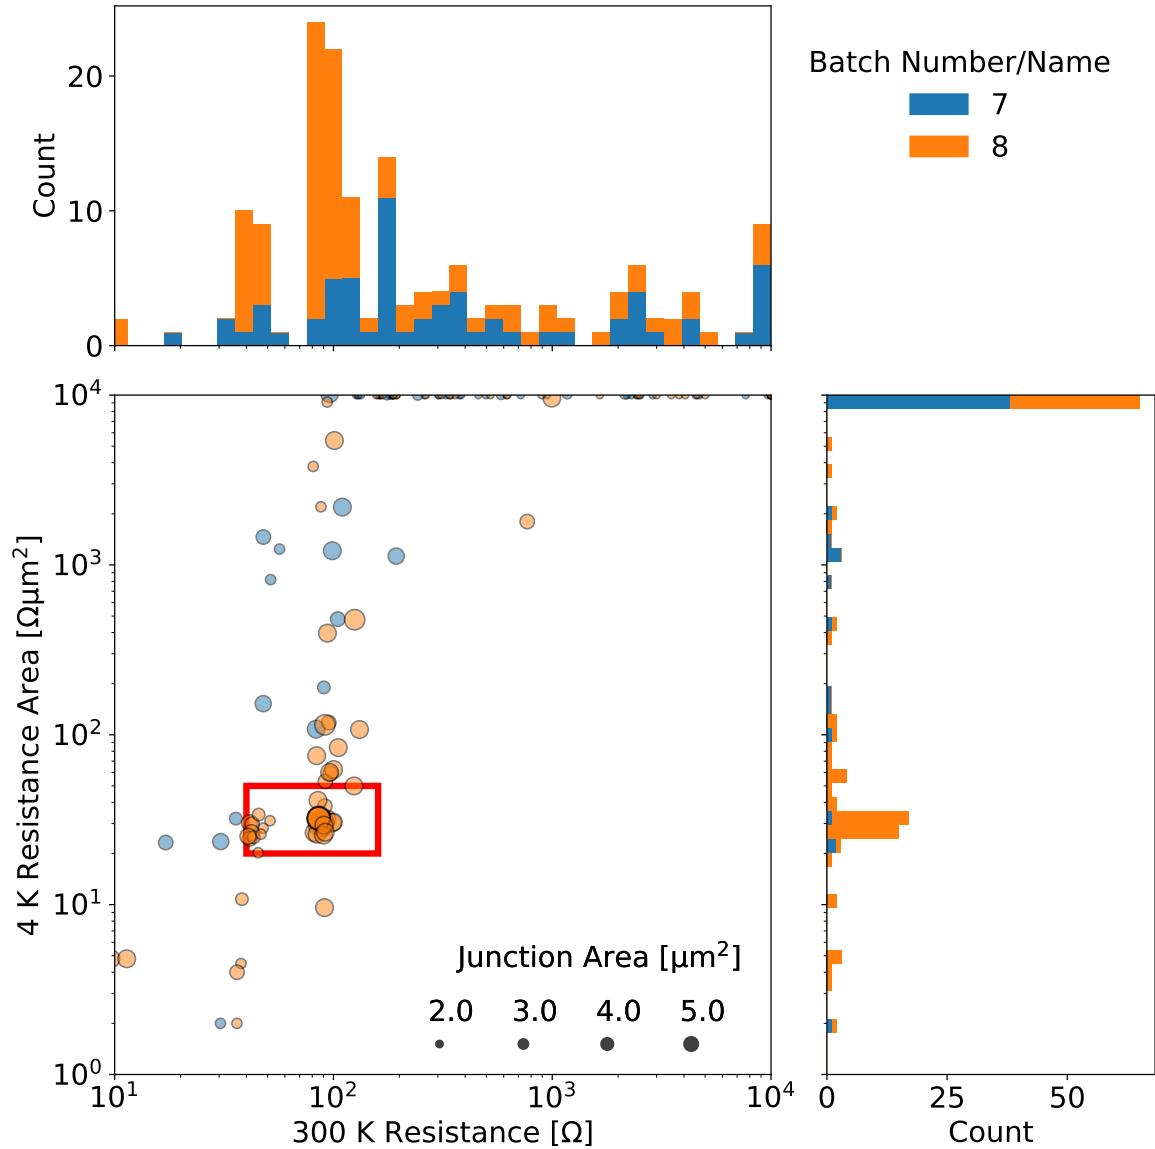 Batch Number/Name
7
8
Count
20
10
0
4 K Resistance Area [Ωμm²]
10⁴
10³
10²
10¹
10⁰
Junction Area [μm²]
2.0 3.0 4.0 5.0
10¹ 10² 10³ 10⁴
300 K Resistance [Ω]
0 25 50
Count